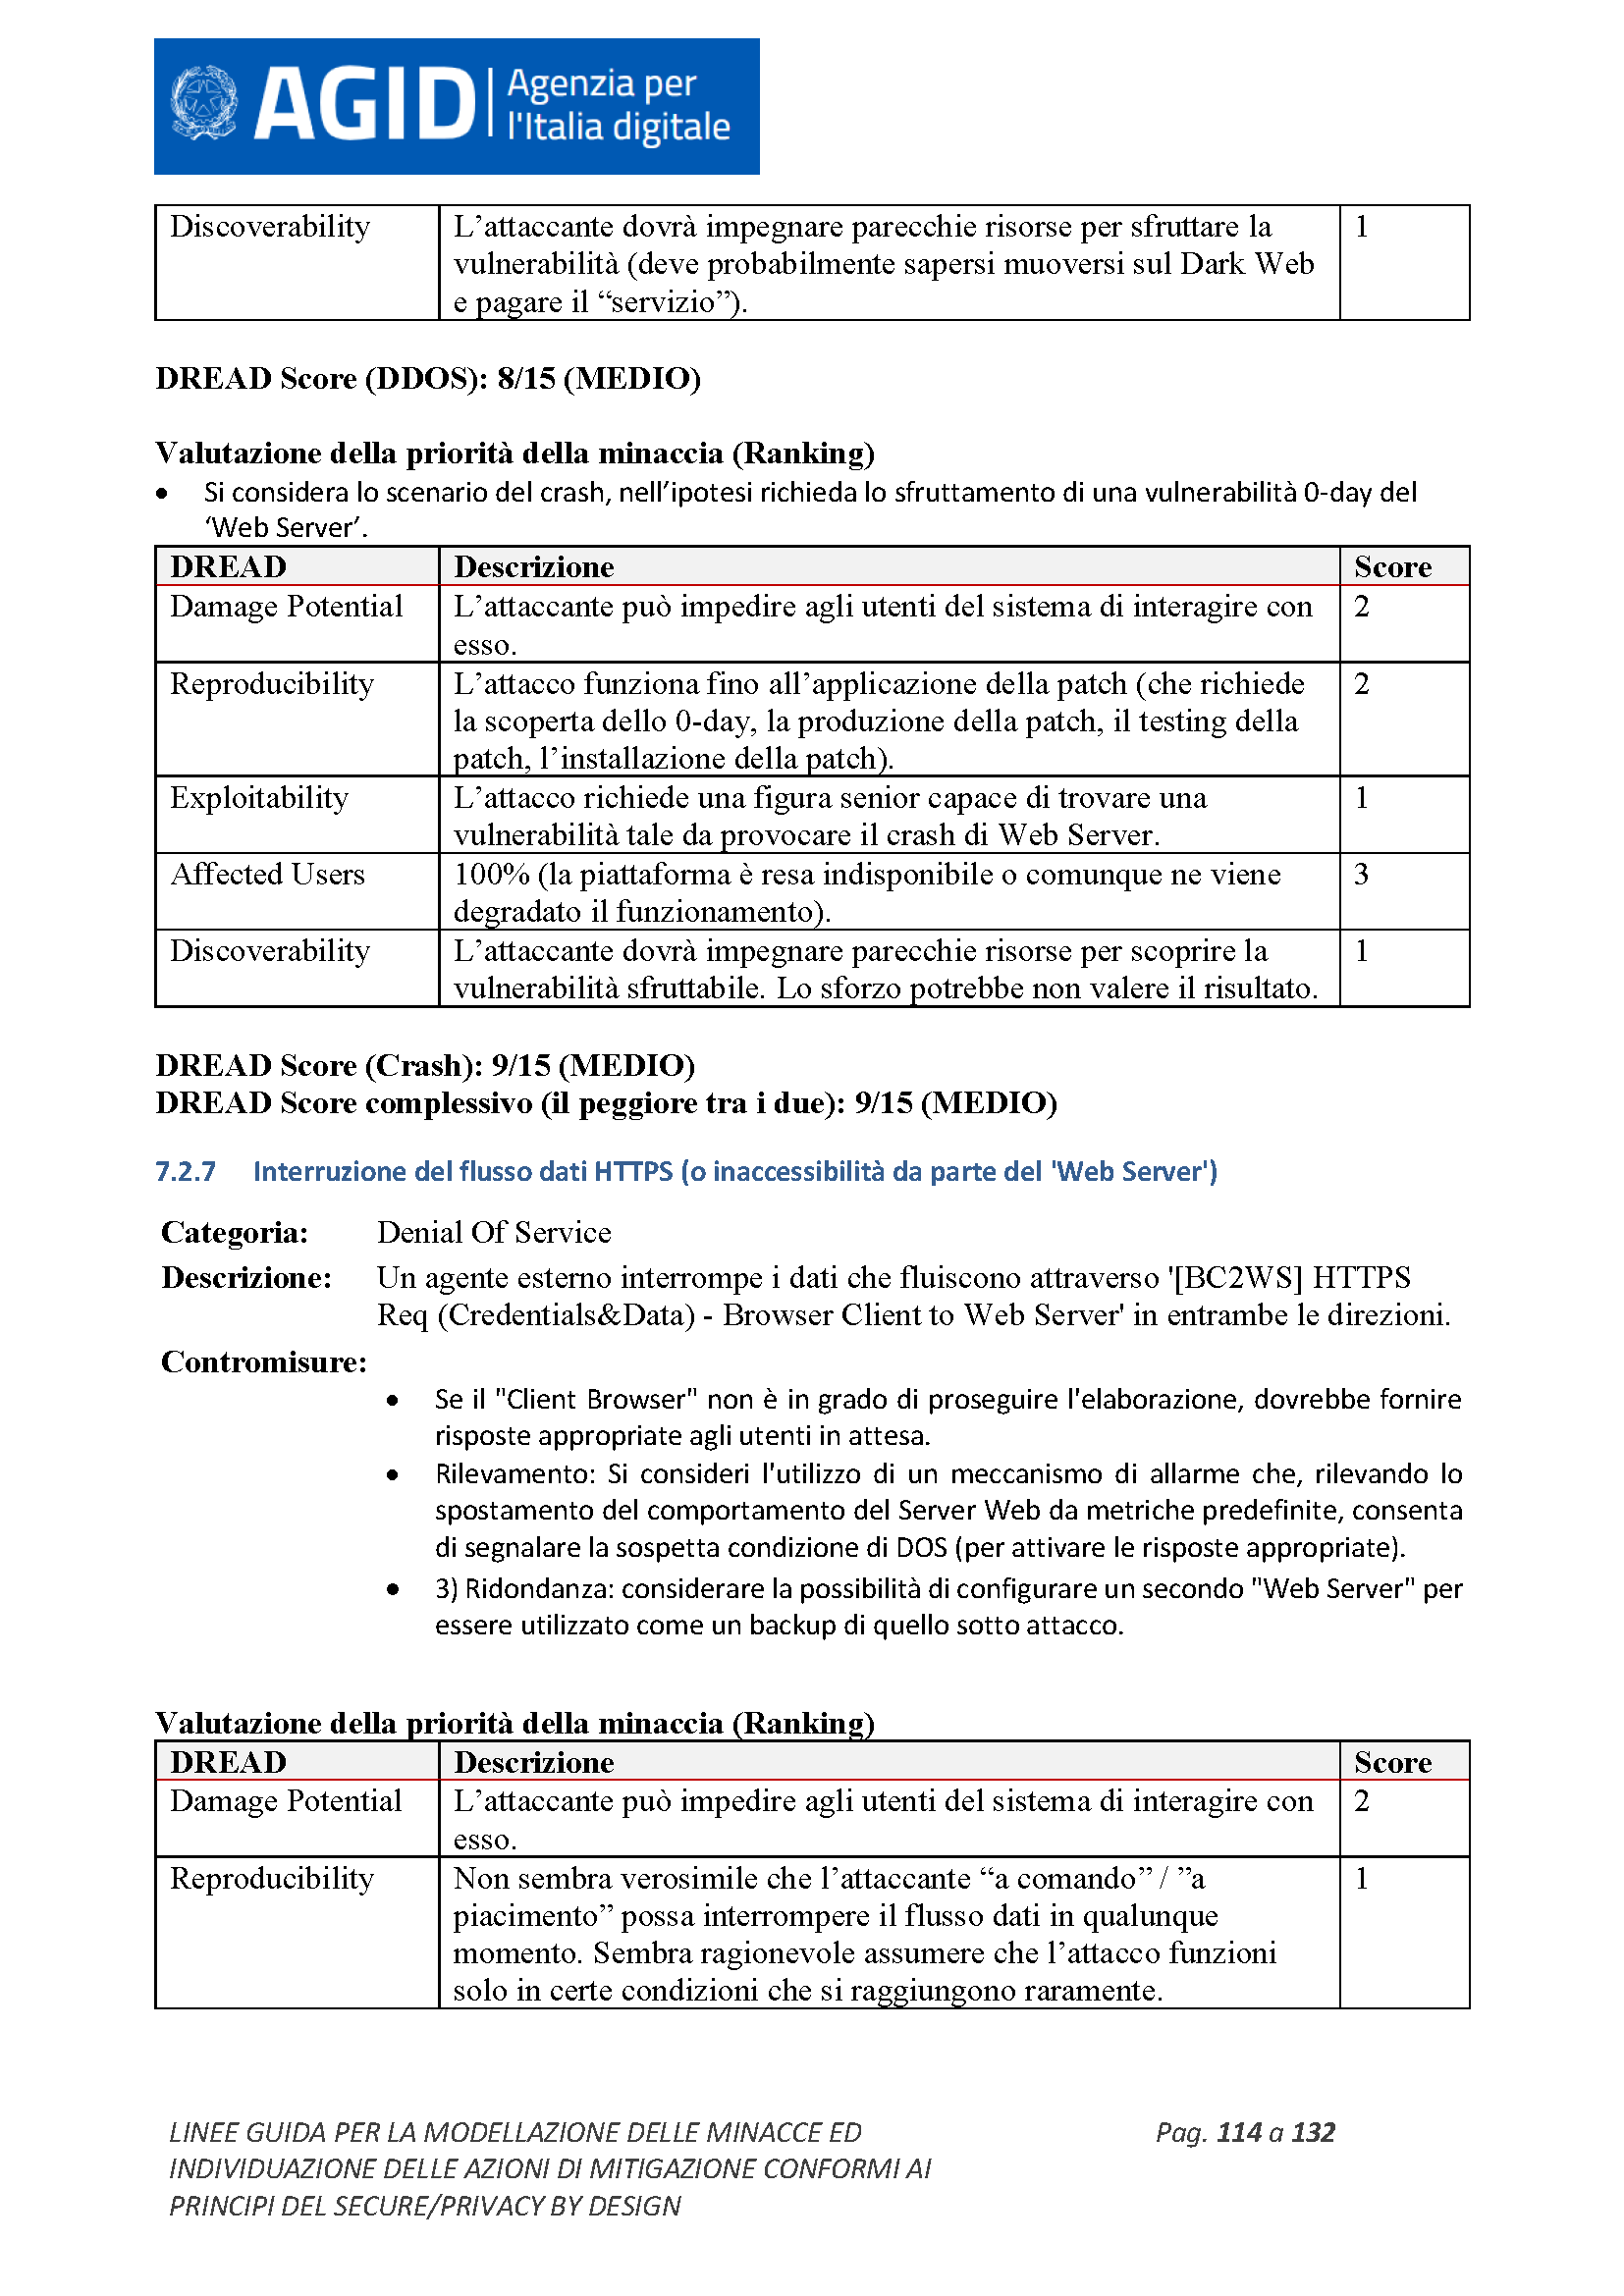 AGID Agenzia per
l'Italia digitale
Discoverability L’attaccante dovrà impegnare parecchie risorse per sfruttare la 1
vulnerabilità (deve probabilmente sapersi muoversi sul Dark Web
e pagare il “servizio”).
DREAD Score (DDOS): 8/15 (MEDIO)
Valutazione della priorità della minaccia (Ranking)
• Si considera lo scenario del crash, nell’ipotesi richieda lo sfruttamento di una vulnerabilità 0-day del
‘Web Server’.
DREAD Descrizione Score
Damage Potential L’attaccante può impedire agli utenti del sistema di interagire con 2
esso.
Reproducibility L’attacco funziona fino all’applicazione della patch (che richiede 2
la scoperta dello 0-day, la produzione della patch, il testing della
patch, l’installazione della patch).
Exploitability L’attacco richiede una figura senior capace di trovare una 1
vulnerabilità tale da provocare il crash di Web Server.
Affected Users 100% (la piattaforma è resa indisponibile o comunque ne viene 3
degradato il funzionamento).
Discoverability L’attaccante dovrà impegnare parecchie risorse per scoprire la 1
vulnerabilità sfruttabile. Lo sforzo potrebbe non valere il risultato.
DREAD Score (Crash): 9/15 (MEDIO)
DREAD Score complessivo (il peggiore tra i due): 9/15 (MEDIO)
7.2.7 Interruzione del flusso dati HTTPS (o inaccessibilità da parte del 'Web Server')
Categoria: Denial Of Service
Descrizione: Un agente esterno interrompe i dati che fluiscono attraverso '[BC2WS] HTTPS
Req (Credentials&Data) - Browser Client to Web Server' in entrambe le direzioni.
Contromisure:
• Se il "Client Browser" non è in grado di proseguire l'elaborazione, dovrebbe fornire
risposte appropriate agli utenti in attesa.
• Rilevamento: Si consideri l'utilizzo di un meccanismo di allarme che, rilevando lo
spostamento del comportamento del Server Web da metriche predefinite, consenta
di segnalare la sospetta condizione di DOS (per attivare le risposte appropriate).
• 3) Ridondanza: considerare la possibilità di configurare un secondo "Web Server" per
essere utilizzato come un backup di quello sotto attacco.
Valutazione della priorità della minaccia (Ranking)
DREAD Descrizione Score
Damage Potential L’attaccante può impedire agli utenti del sistema di interagire con 2
esso.
Reproducibility Non sembra verosimile che l’attaccante “a comando” / ”a 1
piacimento” possa interrompere il flusso dati in qualunque
momento. Sembra ragionevole assumere che l’attacco funzioni
solo in certe condizioni che si raggiungono raramente.
LINEE GUIDA PER LA MODELLAZIONE DELLE MINACCE ED Pag. 114 a 132
INDIVIDUAZIONE DELLE AZIONI DI MITIGAZIONE CONFORMI AI
PRINCIPI DEL SECURE/PRIVACY BY DESIGN